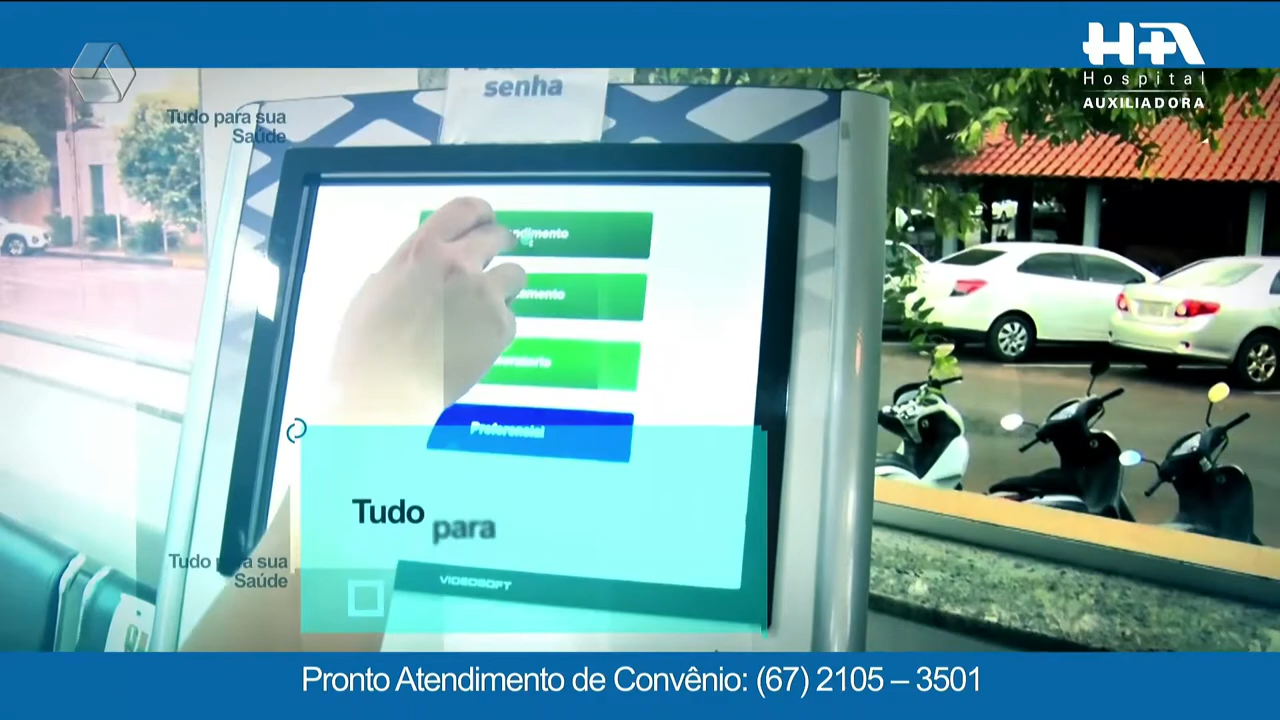 HA
Hospital
AUXILIADORA
senha
Tudo para sua
Saúde
Preferencial
Tudo para
Tudo para sua
Saúde
VIDEOSOFT
Pronto Atendimento de Convênio: (67) 2105 – 3501